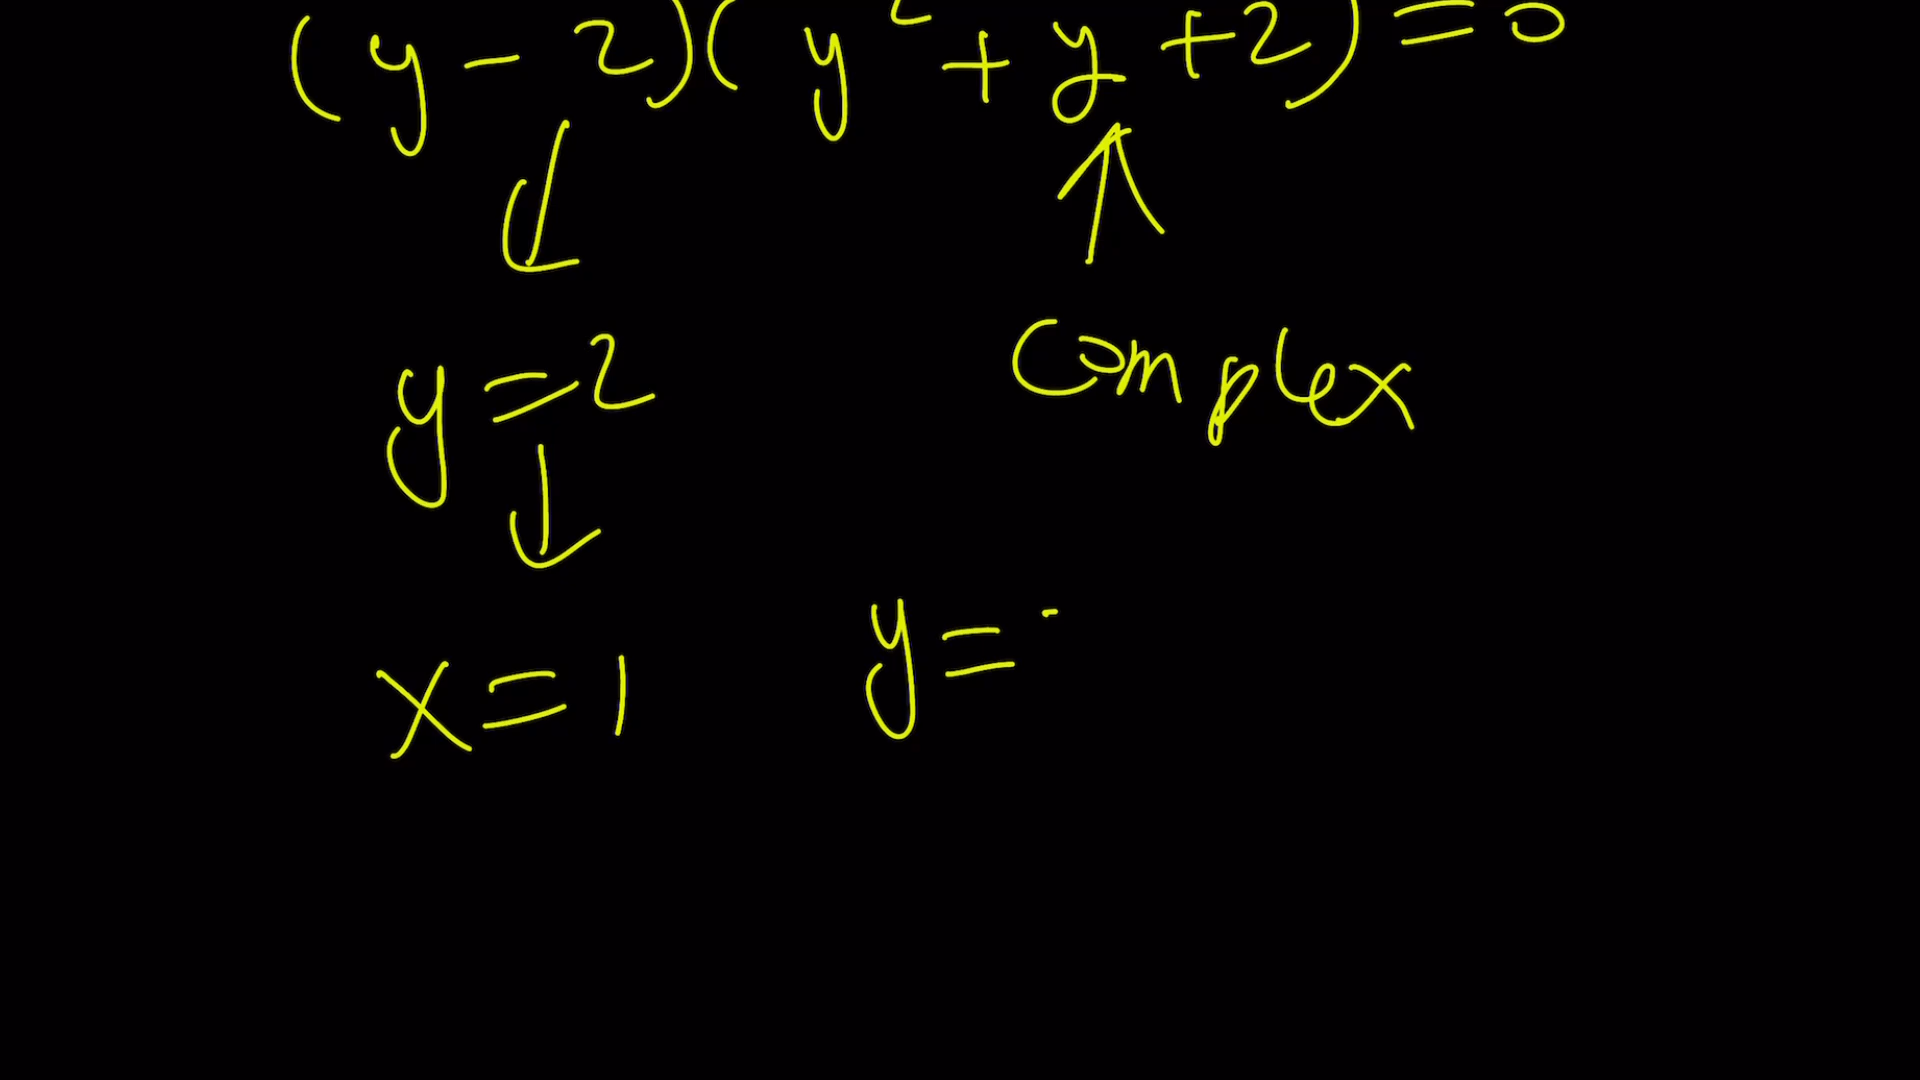 (y - 2)(y² + y + 2) = 0
y = 2
complex
x = 1
y = -